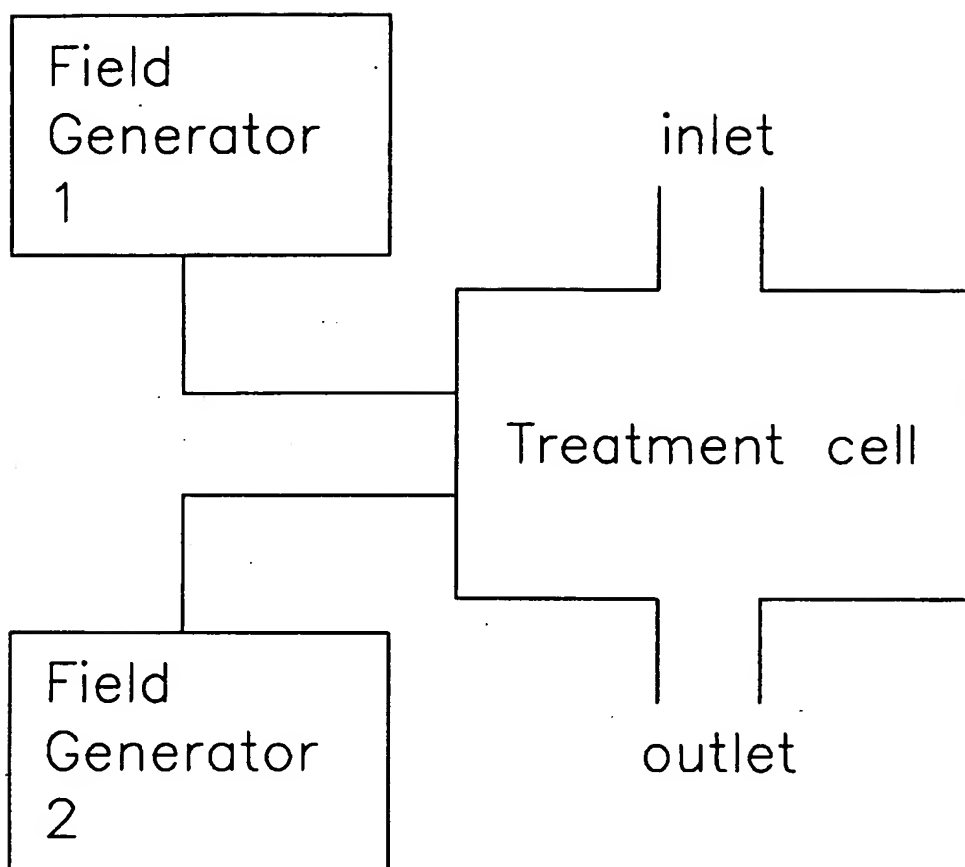 Field
Generator
1
inlet
Treatment cell
Field
Generator
2
outlet